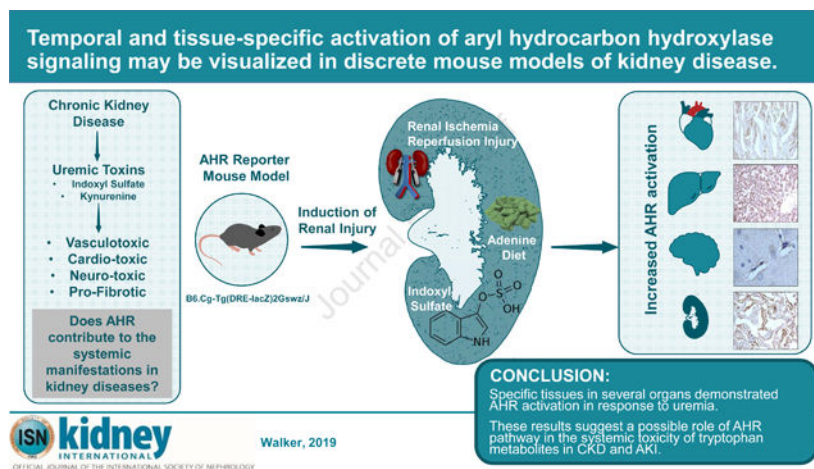 Temporal and tissue-specific activation of aryl hydrocarbon hydroxylase
signaling may be visualized in discrete mouse models of kidney disease.
Chronic Kidney
Disease
Uremic Toxins
• Indoxyl Sulfate
• Kynurenine
• Vasculotoxic
• Cardio-toxic
• Neuro-toxic
• Pro-Fibrotic
Does AHR
contribute to the
systemic
manifestations in
kidney diseases?
AHR Reporter
Mouse Model
B6.Cg-Tg(DRE-lacZ)2Gswz/J
Induction of
Renal Injury
Renal Ischemia
Reperfusion Injury
Adenine
Diet
Indoxyl
Sulfate
O
O
S
O
OH
NH
Journal
Increased AHR activation
CONCLUSION:
Specific tissues in several organs demonstrated
AHR activation in response to uremia.
These results suggest a possible role of AHR
pathway in the systemic toxicity of tryptophan
metabolites in CKD and AKI.
ISN
kidney
INTERNATIONAL
OFFICIAL JOURNAL OF THE INTERNATIONAL SOCIETY OF NEPHROLOGY
Walker, 2019